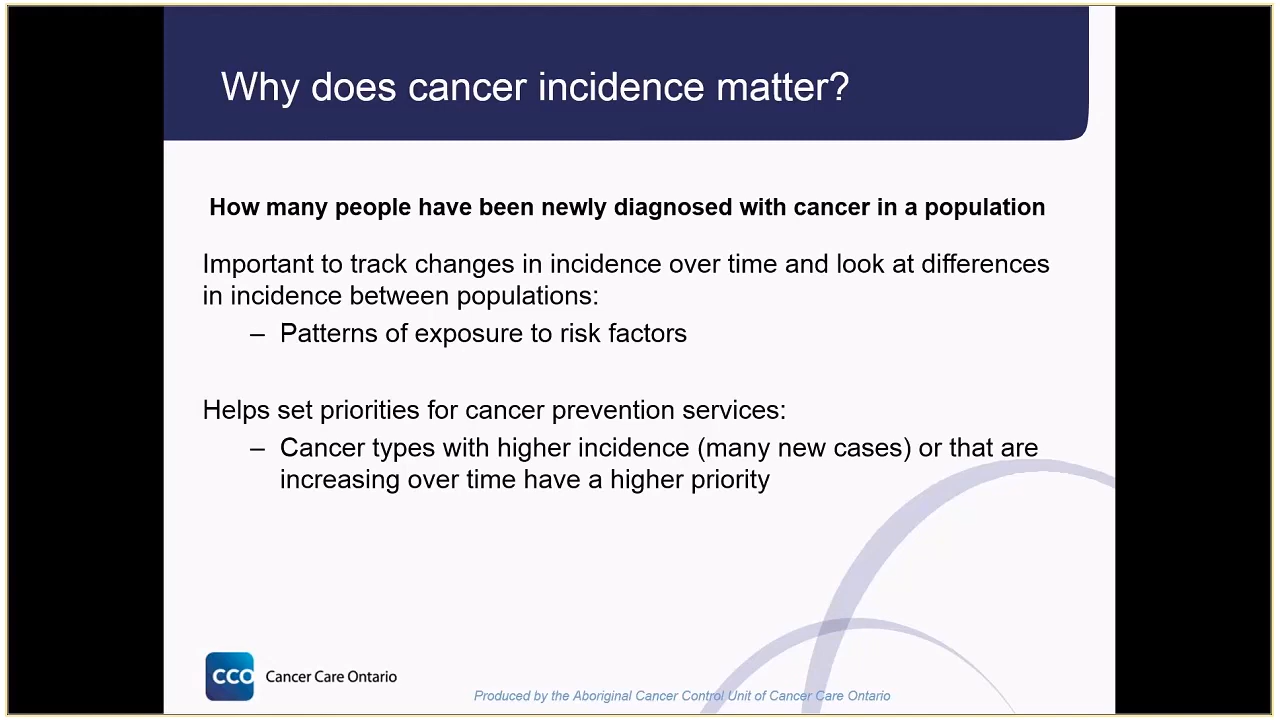 Why does cancer incidence matter?
How many people have been newly diagnosed with cancer in a population
Important to track changes in incidence over time and look at differences
in incidence between populations:
– Patterns of exposure to risk factors
Helps set priorities for cancer prevention services:
– Cancer types with higher incidence (many new cases) or that are
increasing over time have a higher priority
CCO Cancer Care Ontario
Produced by the Aboriginal Cancer Control Unit of Cancer Care Ontario